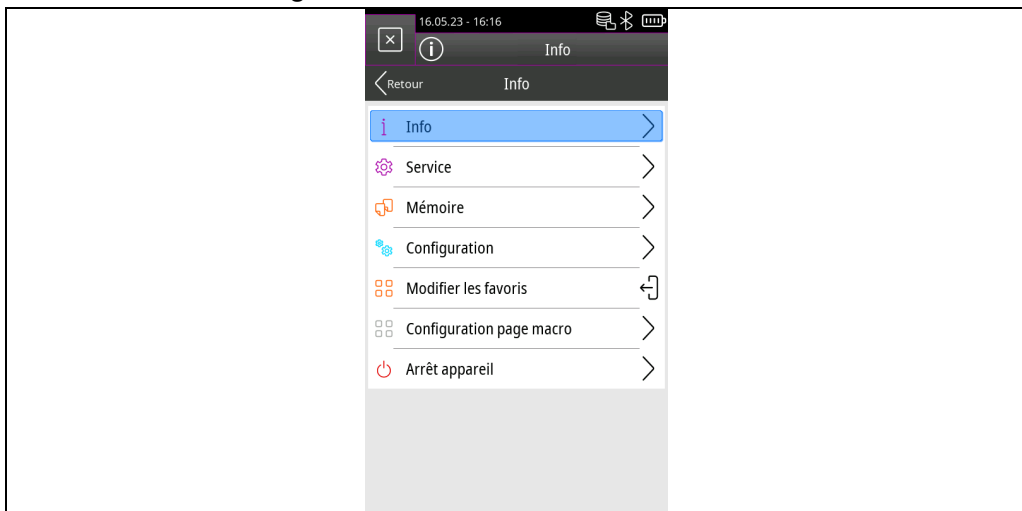 16.05.23 - 16:16
Info
Retour Info
Info
Service
Mémoire
Configuration
Modifier les favoris
Configuration page macro
Arrêt appareil